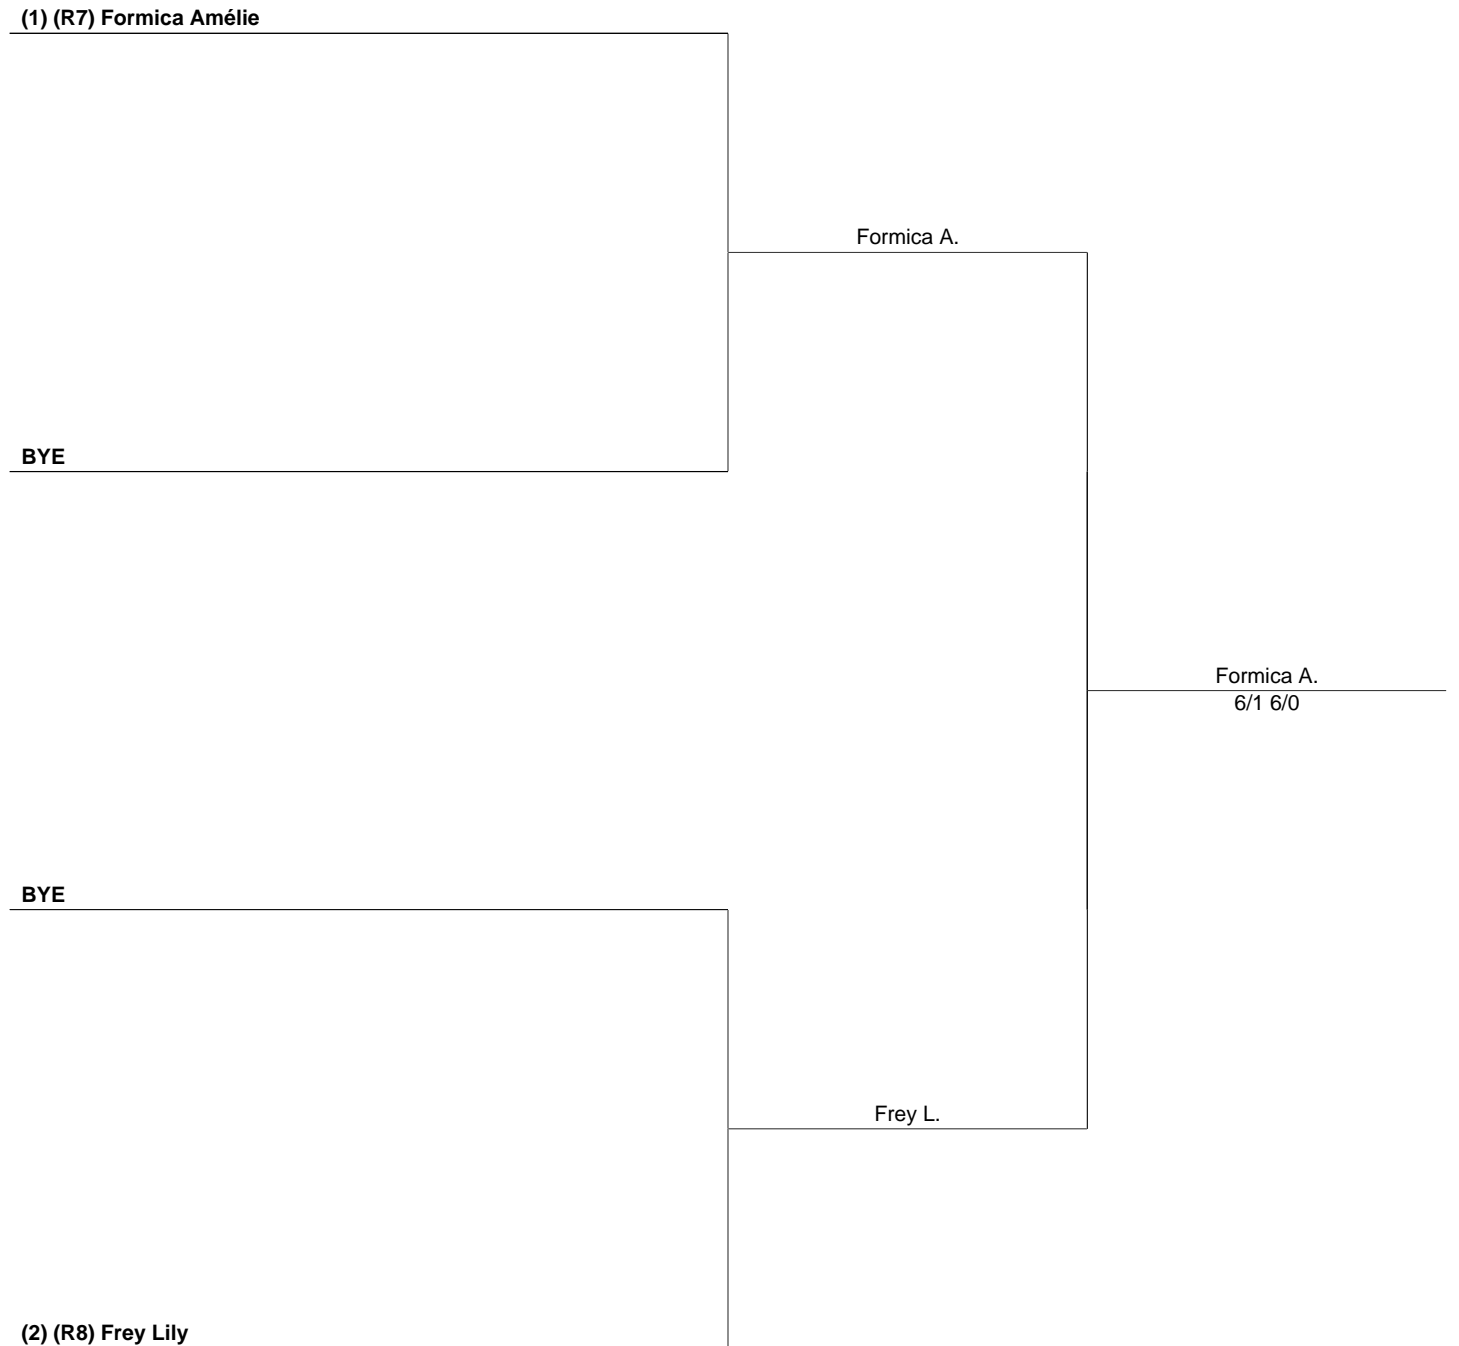 (1) (R7) Formica Amélie
Formica A.
BYE
Formica A.
6/1 6/0
BYE
Frey L.
(2) (R8) Frey Lily